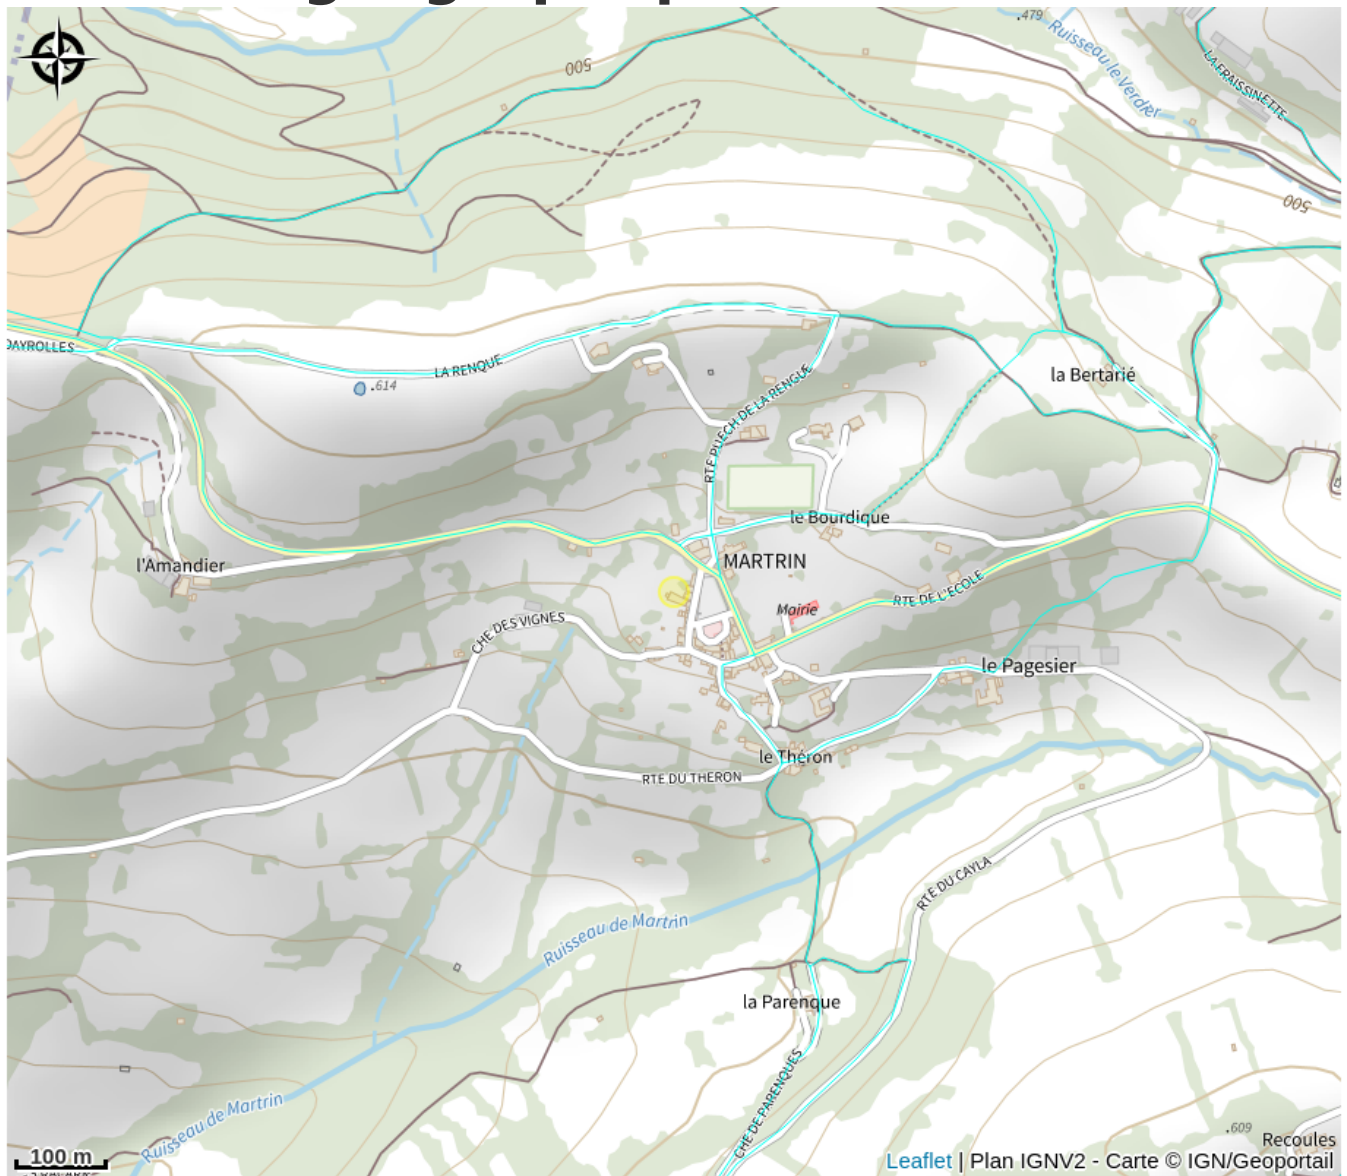 .479
Ruisseau le Verdier
LA FRAISSINETTE
500
500
DAYROLLES
LA RENQUE
.614
la Bertarié
RTE PUECH DE LA RENGUE
le Bourdique
MARTRIN
l'Amandier
RTE DE L'ECOLE
Mairie
CHE DES VIGNES
le Pagesier
le Théron
RTE DU THERON
RTE DU CAYLA
Ruisseau de Martrin
la Parenque
CHE DE PARENQUES
Ruisseau de Martrin
.609
Recoules
100 m
Leaflet | Plan IGNV2 - Carte © IGN/Geoportail